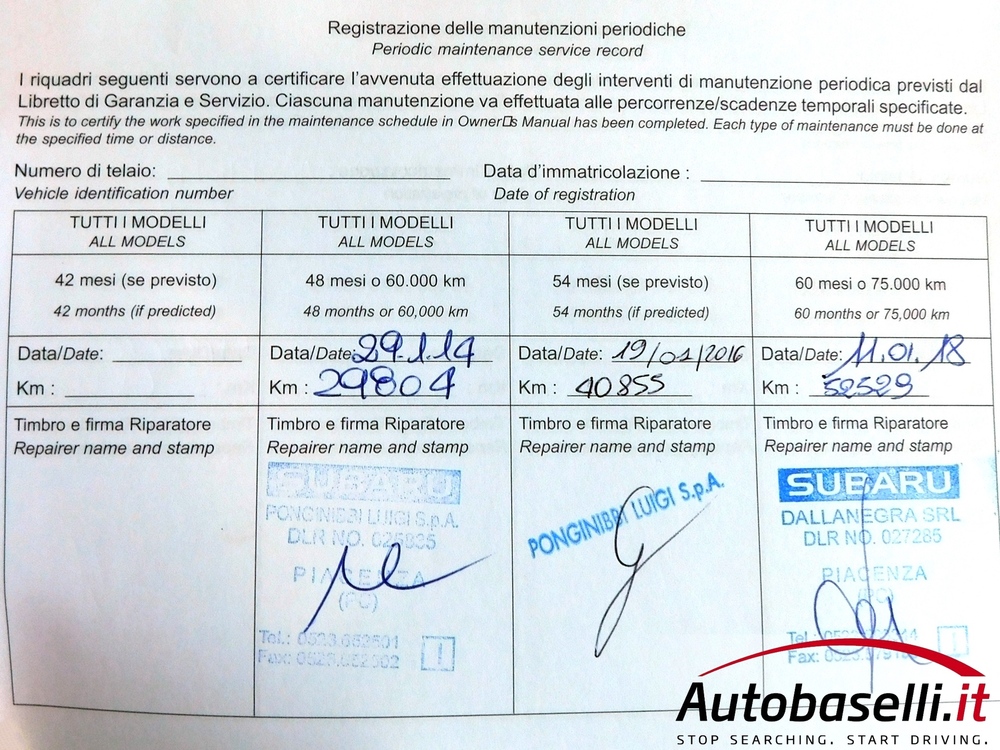 Registrazione delle manutenzioni periodiche
Periodic maintenance service record
I riquadri seguenti servono a certificare l'avvenuta effettuazione degli interventi di manutenzione periodica previsti dal
Libretto di Garanzia e Servizio. Ciascuna manutenzione va effettuata alle percorrenze/scadenze temporali specificate.
This is to certify the work specified in the maintenance schedule in Owner□s Manual has been completed. Each type of maintenance must be done at
the specified time or distance.
Numero di telaio: Data d'immatricolazione :
Vehicle identification number Date of registration
TUTTI I MODELLI TUTTI I MODELLI TUTTI I MODELLI TUTTI I MODELLI
ALL MODELS ALL MODELS ALL MODELS ALL MODELS
42 mesi (se previsto) 48 mesi o 60.000 km 54 mesi (se previsto) 60 mesi o 75.000 km
42 months (if predicted) 48 months or 60,000 km 54 months (if predicted) 60 months or 75,000 km
Data/Date: Data/Date: 29.1.14 Data/Date: 19/01/2016 Data/Date: 11.01.18
Km : Km : 29804 Km : 40855 Km : 52529
Timbro e firma Riparatore Timbro e firma Riparatore Timbro e firma Riparatore Timbro e firma Riparatore
Repairer name and stamp Repairer name and stamp Repairer name and stamp Repairer name and stamp
SUBARU
PONGINIBBI LUIGI S.p.A.
DLR NO. 025835
PIACENZA
(PC)
Tel.:
Fax:
PONGINIBBI LUIGI S.p.A.
SUBARU
DALLANEGRA SRL
DLR NO. 027285
PIACENZA
(PC)
Tel.:
Fax:
Autobaselli.it
STOP SEARCHING. START DRIVING.